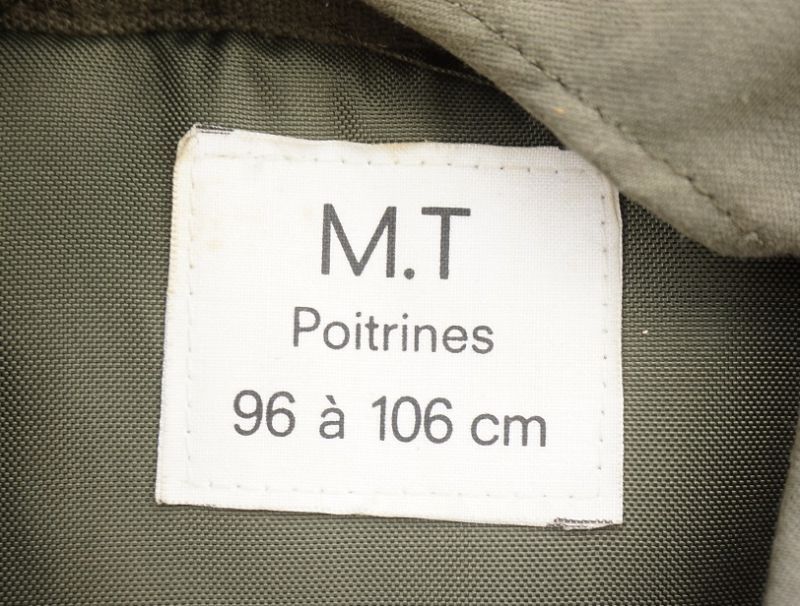 M.T
Poitrines
96 à 106 cm